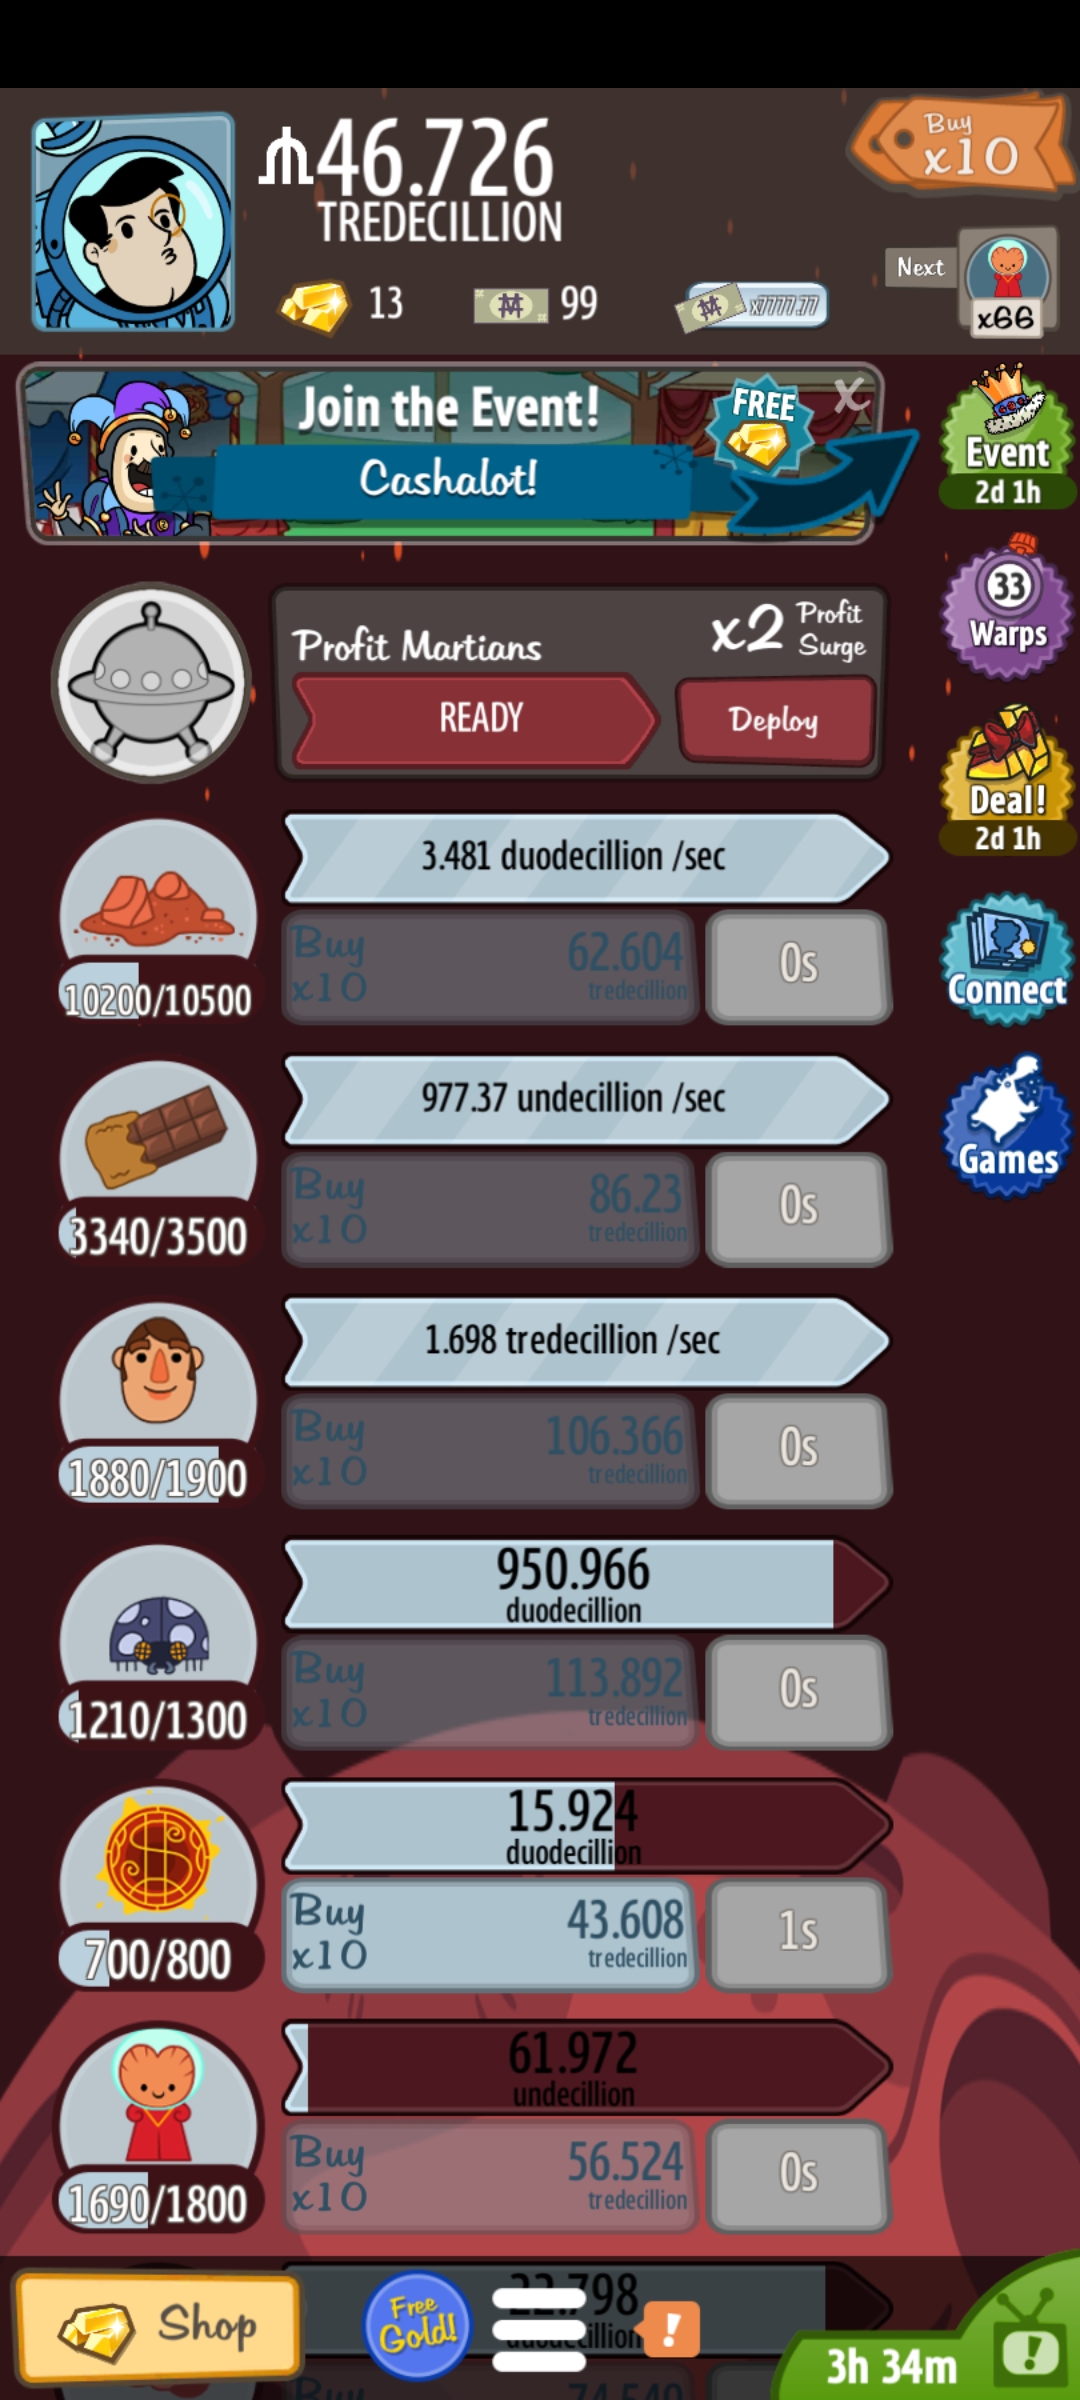 46.726
TREDECILLION
Buy
x10
13
99
x7777.77
Next
x66
Join the Event!
Cashalot!
FREE
X
Event
2d 1h
33
Warps
Profit Martians
x2 Profit
Surge
READY
Deploy
Deal!
2d 1h
3.481 duodecillion /sec
Buy
x10
62.604
tredecillion
0s
10200/10500
Connect
977.37 undecillion /sec
Buy
x10
86.23
tredecillion
0s
3340/3500
Games
1.698 tredecillion /sec
Buy
x10
106.366
tredecillion
0s
1880/1900
950.966
duodecillion
Buy
x10
113.892
tredecillion
0s
1210/1300
15.924
duodecillion
Buy
x10
43.608
tredecillion
1s
700/800
61.972
undecillion
Buy
x10
56.524
tredecillion
0s
1690/1800
Shop
Free
Gold!
!
3h 34m
!